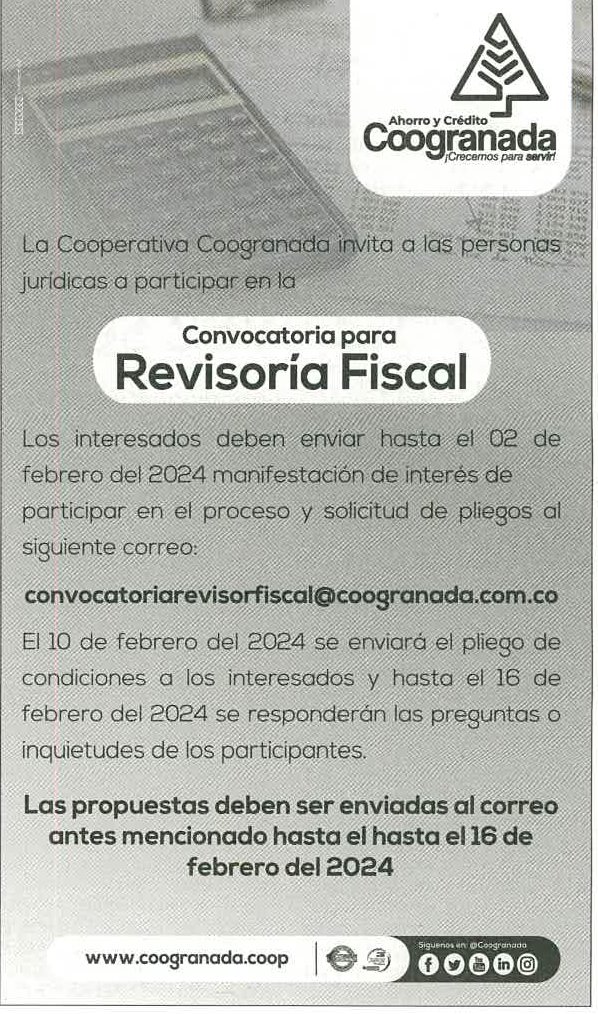 Ahorro y Crédito
Coogranada
¡Crecemos para servir!
La Cooperativa Coogranada invita a las personas
jurídicas a participar en la
Convocatoria para
Revisoría Fiscal
Los interesados deben enviar hasta el 02 de
febrero del 2024 manifestación de interés de
participar en el proceso y solicitud de pliegos al
siguiente correo:
convocatoriarevisorfiscal@coogranada.com.co
El 10 de febrero del 2024 se enviará el pliego de
condiciones a los interesados y hasta el 16 de
febrero del 2024 se responderán las preguntas o
inquietudes de los participantes.
Las propuestas deben ser enviadas al correo
antes mencionado hasta el hasta el 16 de
febrero del 2024
www.coogranada.coop
Síguenos en: @Coogranada